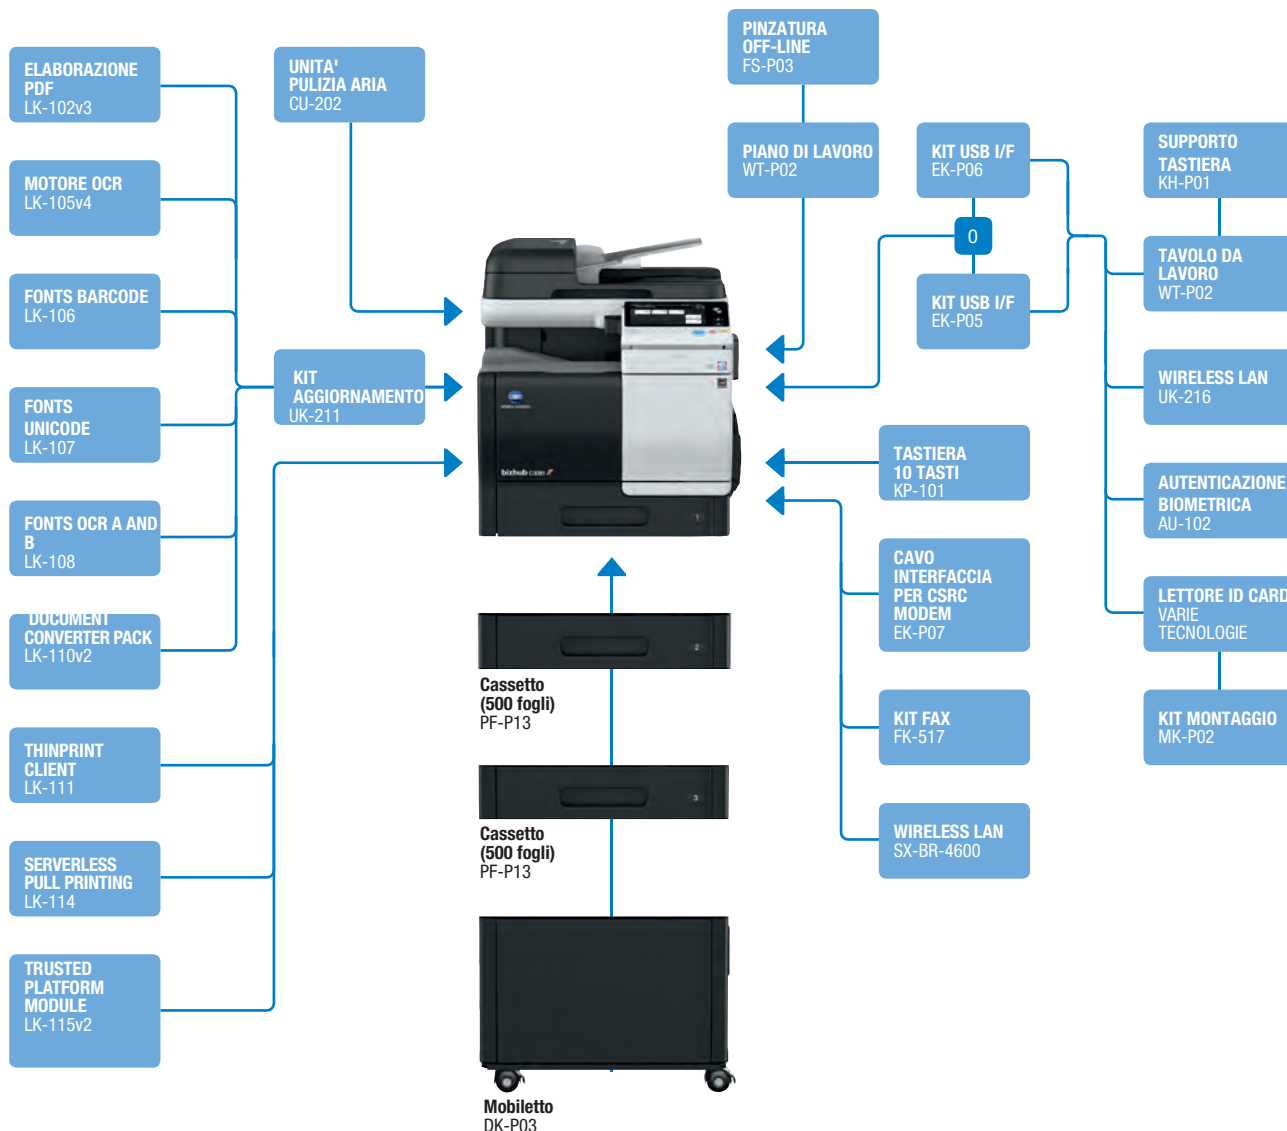 ELABORAZIONE
PDF
LK-102v3
MOTORE OCR
LK-105v4
FONTS BARCODE
LK-106
FONTS
UNICODE
LK-107
FONTS OCR A AND
B
LK-108
DOCUMENT
CONVERTER PACK
LK-110v2
THINPRINT
CLIENT
LK-111
SERVERLESS
PULL PRINTING
LK-114
TRUSTED
PLATFORM
MODULE
LK-115v2
UNITA'
PULIZIA ARIA
CU-202
KIT
AGGIORNAMENTO
UK-211
bizhub
1
2
Cassetto
(500 fogli)
PF-P13
3
Cassetto
(500 fogli)
PF-P13
Mobiletto
DK-P03
PINZATURA
OFF-LINE
FS-P03
PIANO DI LAVORO
WT-P02
KIT USB I/F
EK-P06
0
KIT USB I/F
EK-P05
TASTIERA
10 TASTI
KP-101
CAVO
INTERFACCIA
PER CSRC
MODEM
EK-P07
KIT FAX
FK-517
WIRELESS LAN
SX-BR-4600
SUPPORTO
TASTIERA
KH-P01
TAVOLO DA
LAVORO
WT-P02
WIRELESS LAN
UK-216
AUTENTICAZIONE
BIOMETRICA
AU-102
LETTORE ID CARD
VARIE
TECNOLOGIE
KIT MONTAGGIO
MK-P02